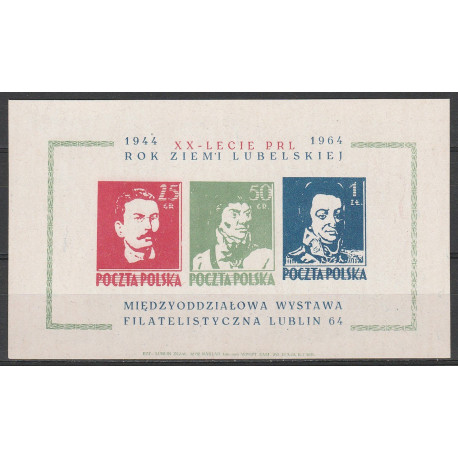 1944 XX-LECIE PRL 1964
ROK ZIEMI LUBELSKIEJ
25 GR
50 GR
1 ZŁ.
POCZTA POLSKA
POCZTA POLSKA
POCZTA POLSKA
MIĘDZYODDZIAŁOWA WYSTAWA
FILATELISTYCZNA LUBLIN 64